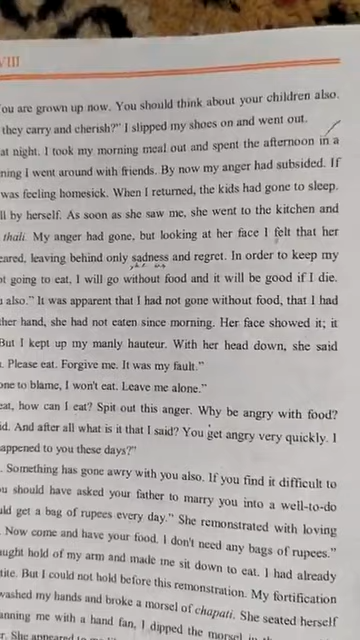 VIII
ou are grown up now. You should think about your children also.
they carry and cherish?" I slipped my shoes on and went out.
at night. I took my morning meal out and spent the afternoon in a
ning I went around with friends. By now my anger had subsided. If
was feeling homesick. When I returned, the kids had gone to sleep.
ll by herself. As soon as she saw me, she went to the kitchen and
thali. My anger had gone, but looking at her face I felt that her
eared, leaving behind only sadness and regret. In order to keep my
ot going to eat, I will go without food and it will be good if I die.
also." It was apparent that I had not gone without food, that I had
ther hand, she had not eaten since morning. Her face showed it; it
But I kept up my manly hauteur. With her head down, she said
. Please eat. Forgive me. It was my fault."
one to blame, I won't eat. Leave me alone."
eat, how can I eat? Spit out this anger. Why be angry with food?
id. And after all what is it that I said? You get angry very quickly. I
appened to you these days?"
. Something has gone awry with you also. If you find it difficult to
ou should have asked your father to marry you into a well-to-do
uld get a bag of rupees every day." She remonstrated with loving
. Now come and have your food. I don't need any bags of rupees."
aught hold of my arm and made me sit down to eat. I had already
tite. But I could not hold before this remonstration. My fortification
washed my hands and broke a morsel of chapati. She seated herself
anning me with a hand fan, I dipped the morsel in
r. She appeared to